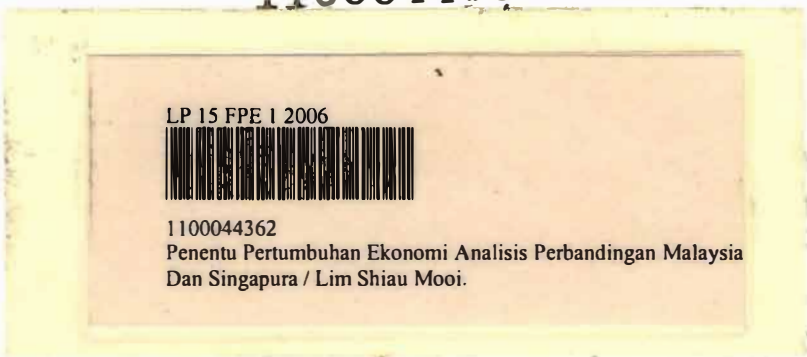 LP 15 FPE 1 2006
1100044362
Penentu Pertumbuhan Ekonomi Analisis Perbandingan Malaysia
Dan Singapura / Lim Shiau Mooi.